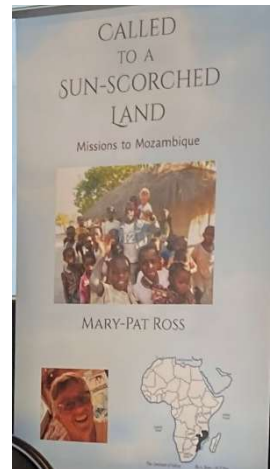 CALLED
TO A
SUN-SCORCHED
LAND
Missions to Mozambique
MARY-PAT ROSS